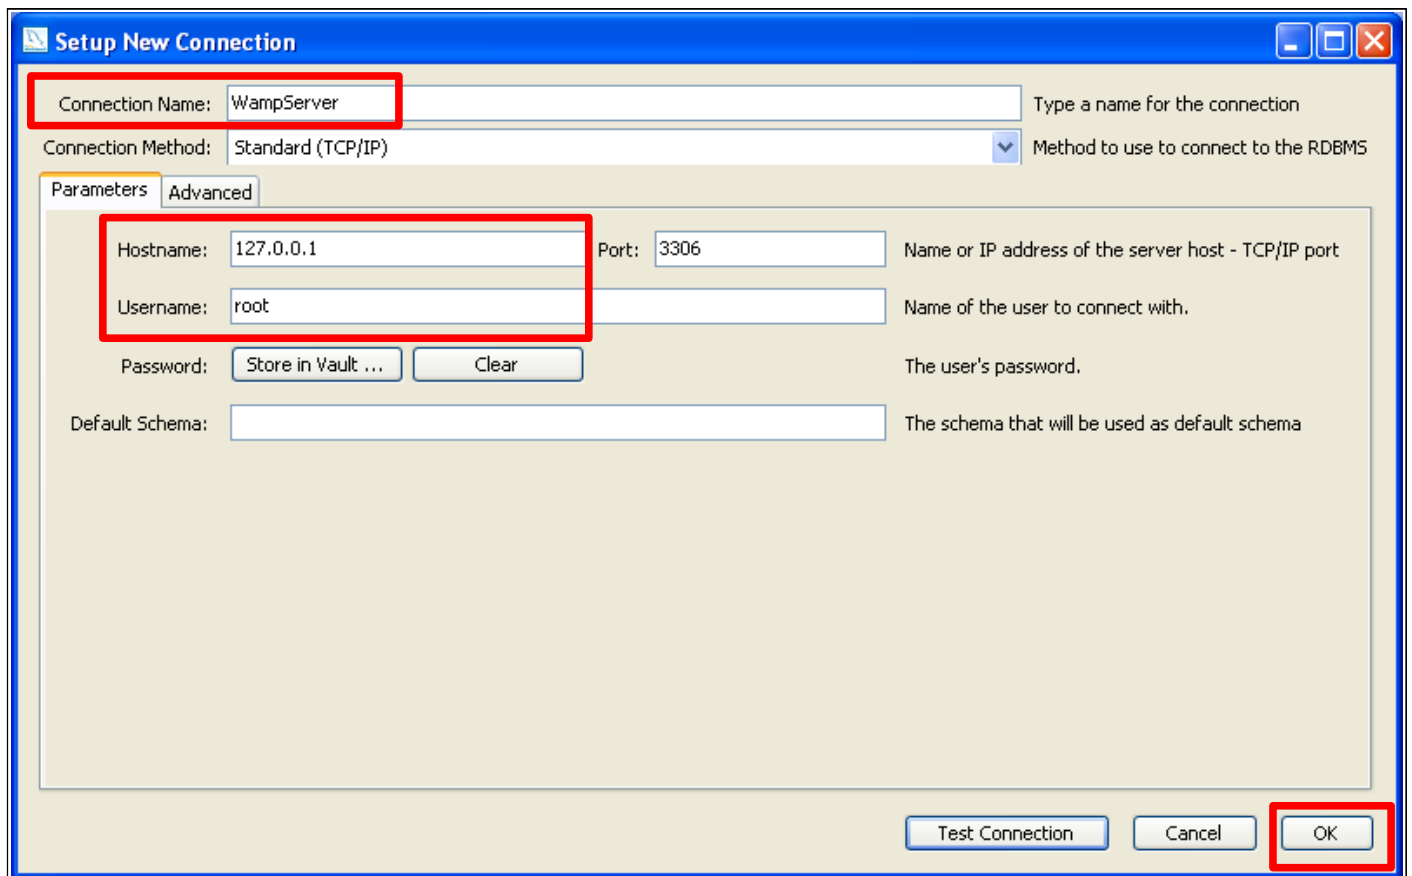 Setup New Connection
Connection Name: WampServer Type a name for the connection
Connection Method: Standard (TCP/IP) Method to use to connect to the RDBMS
Parameters Advanced
Hostname: 127.0.0.1 Port: 3306 Name or IP address of the server host - TCP/IP port
Username: root Name of the user to connect with.
Password: Store in Vault ... Clear The user's password.
Default Schema: The schema that will be used as default schema
Test Connection Cancel OK